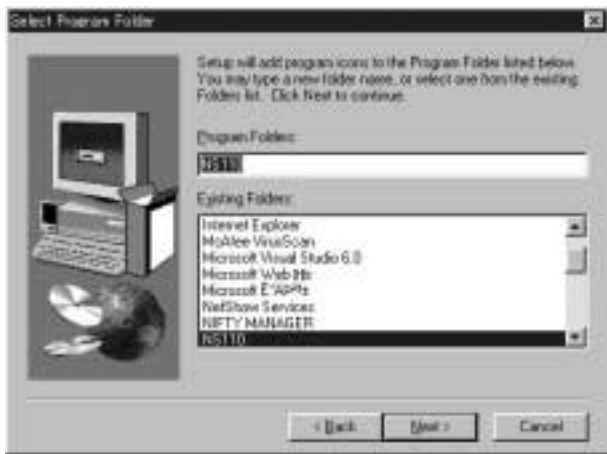 Select Program Folder
Setup will add program icons to the Program Folder listed below.
You may type a new folder name, or select one from the existing
Folders list. Click Next to continue.
Program Folders:
NS110
Existing Folders:
Internet Explorer
McAfee VirusScan
Microsoft Visual Studio 6.0
Microsoft Web
Microsoft
NetShow Services
NIFTY MANAGER
NS110
< Back
Next >
Cancel